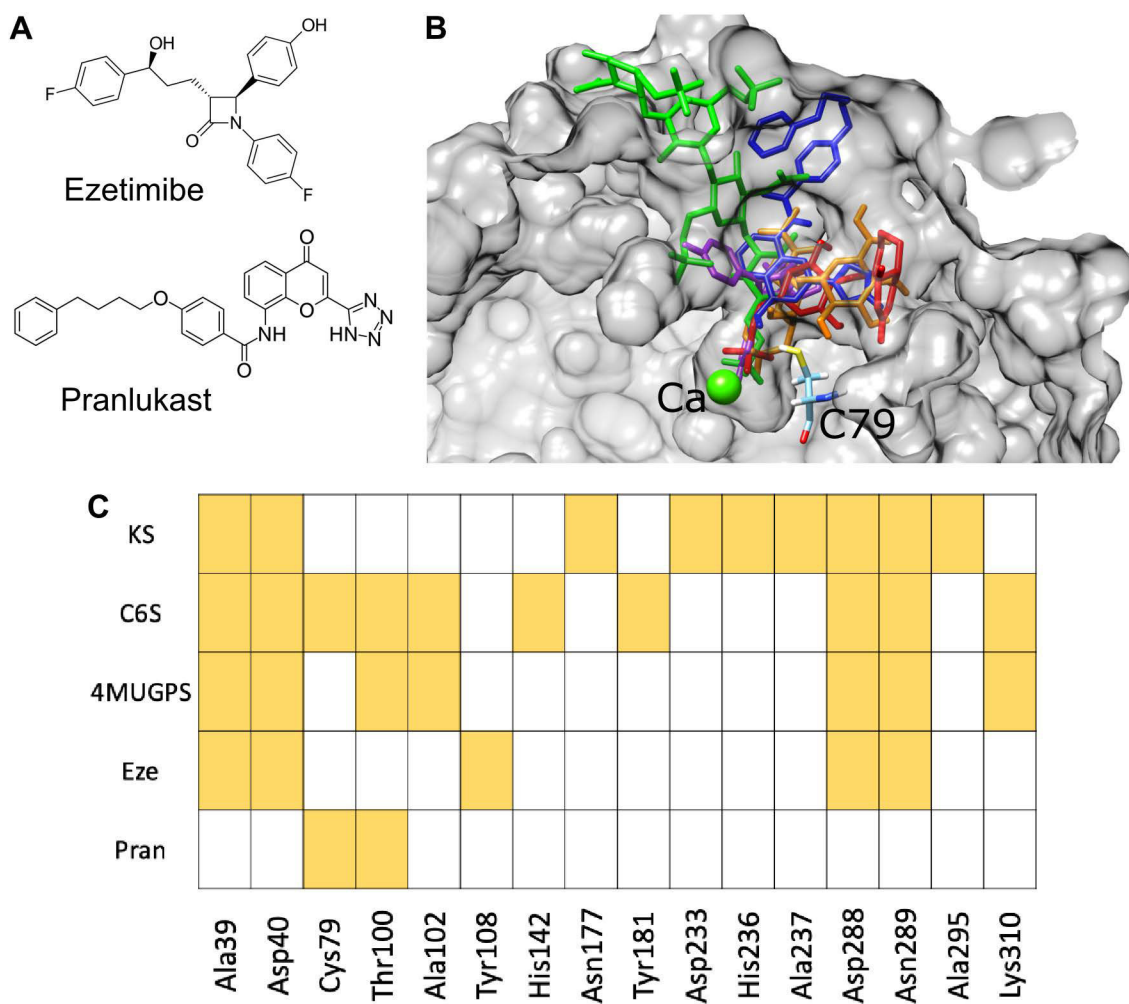 A
OH
OH
F
O
N
F
Ezetimibe
O
O
O
NH
O
N
N
HN
N
Pranlukast
B
Ca
C79
C
KS
C6S
4MUGPS
Eze
Pran
Ala39
Asp40
Cys79
Thr100
Ala102
Tyr108
His142
Asn177
Tyr181
Asp233
His236
Ala237
Asp288
Asn289
Ala295
Lys310